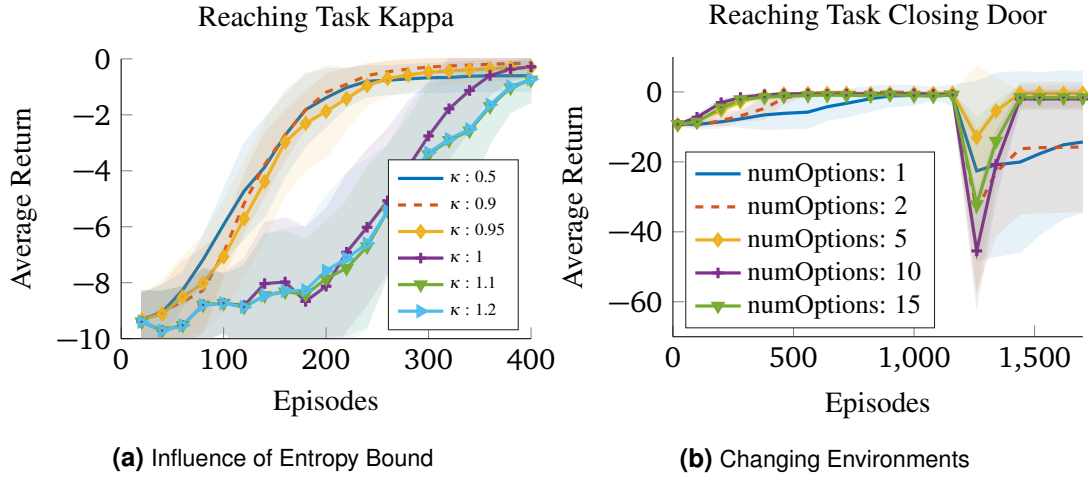 Reaching Task Kappa
0
−2
−4
−6
−8
−10
Average Return
0
100
200
300
400
Episodes
κ : 0.5
κ : 0.9
κ : 0.95
κ : 1
κ : 1.1
κ : 1.2
(a) Influence of Entropy Bound
Reaching Task Closing Door
0
−20
−40
−60
Average Return
0
500
1,000
1,500
Episodes
numOptions: 1
numOptions: 2
numOptions: 5
numOptions: 10
numOptions: 15
(b) Changing Environments